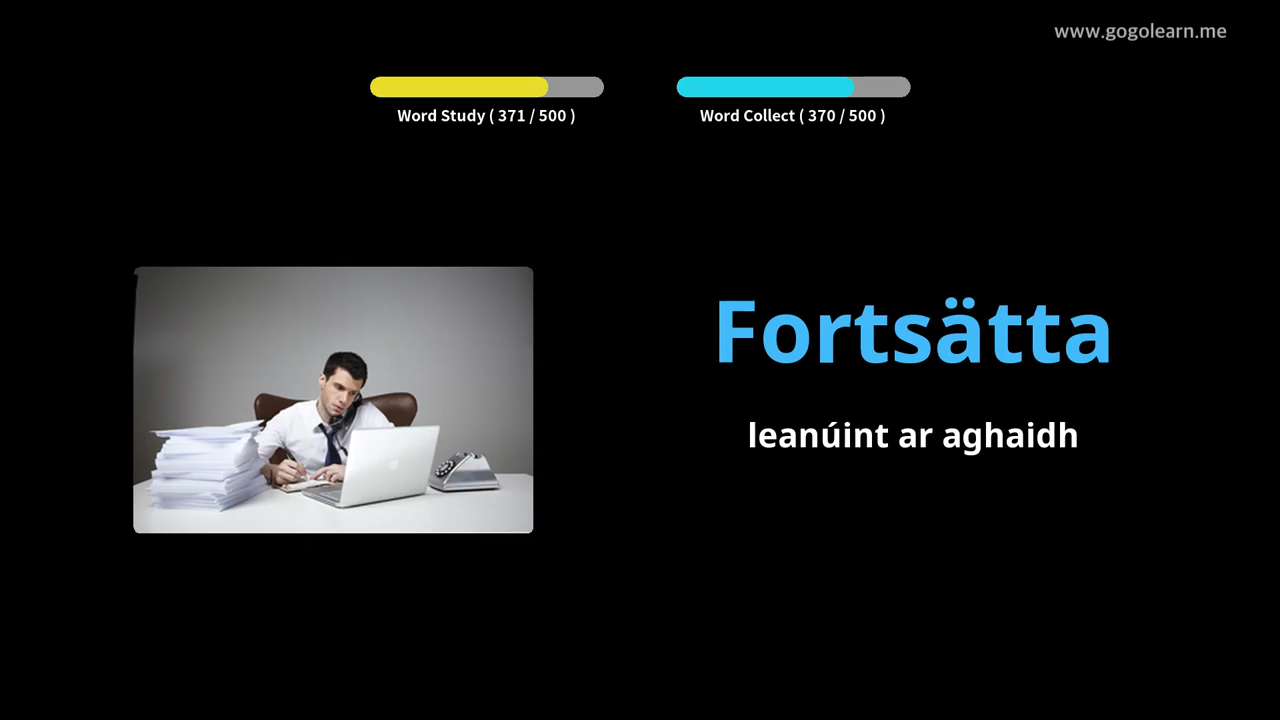 www.gogolearn.me
Word Study ( 371 / 500 )
Word Collect ( 370 / 500 )
Fortsätta
leanúint ar aghaidh